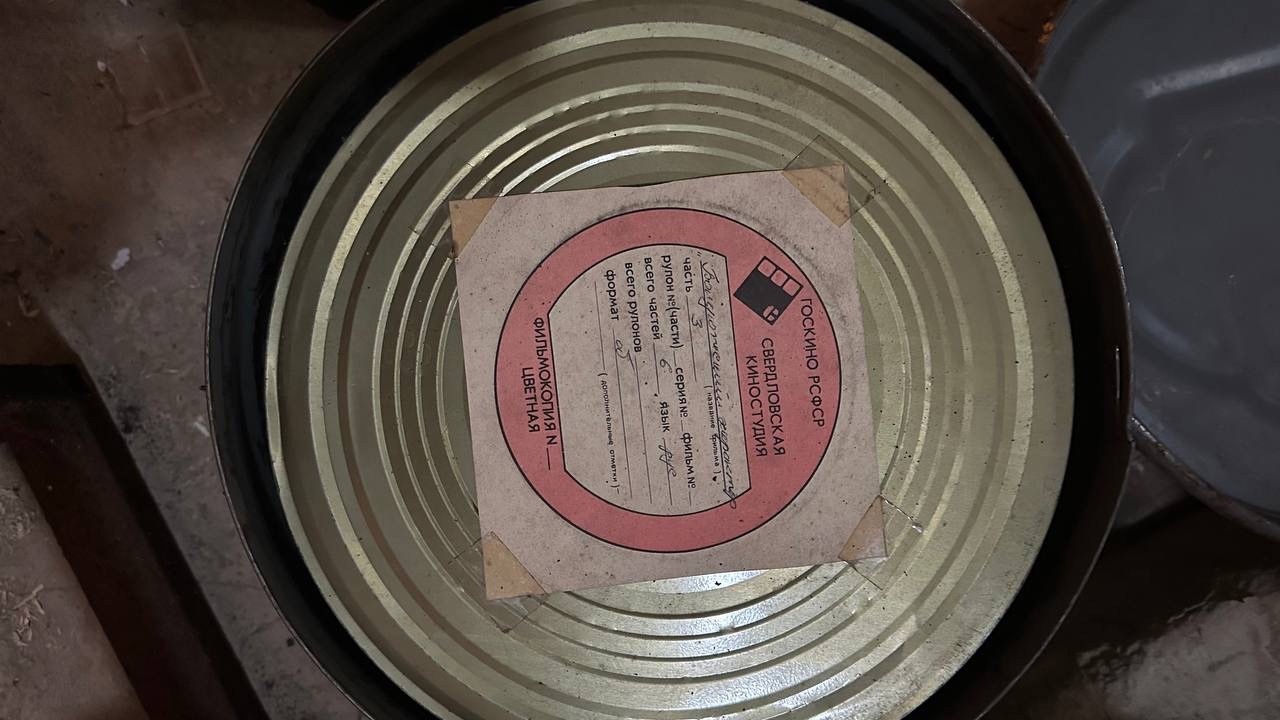 ГОСКИНО РСФСР
СВЕРДЛОВСКАЯ
КИНОСТУДИЯ
(название фильма)
часть 3
рулон №(части) серия № фильм №
всего частей 6 язык рус
всего рулонов
формат
(дополнительные отметки)
ФИЛЬМОКОПИЯ N
ЦВЕТНАЯ